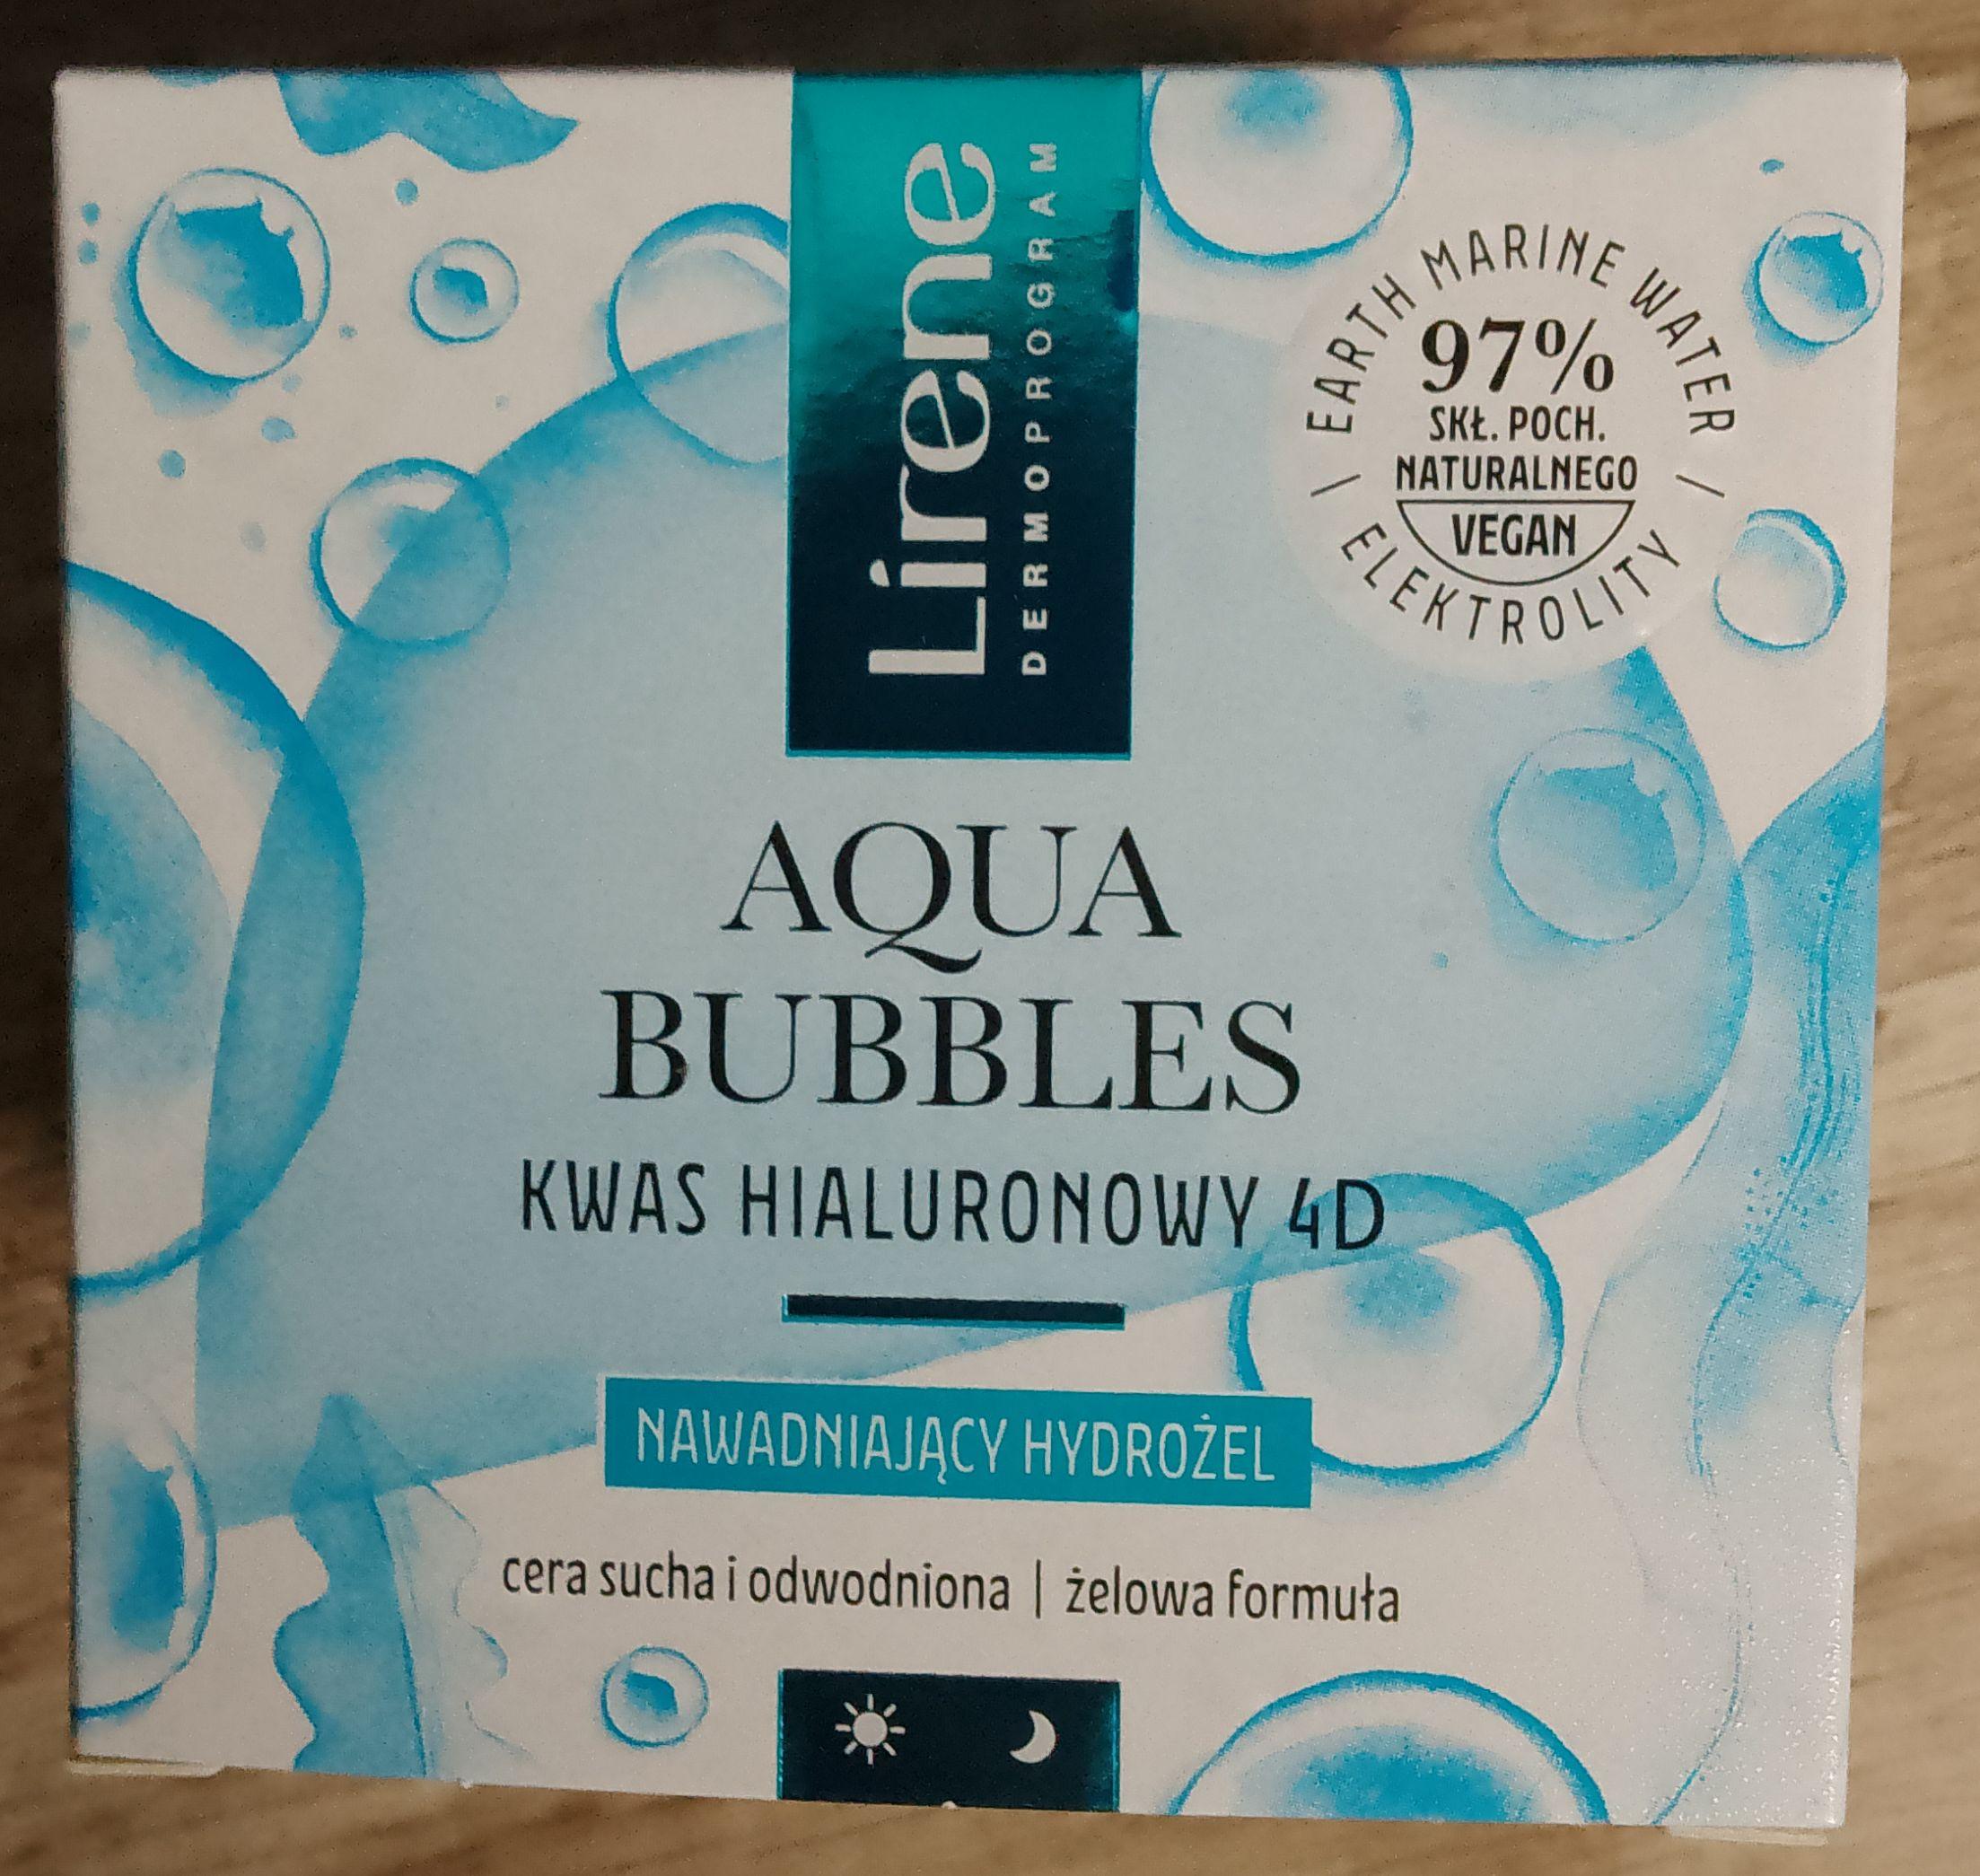 Lirene
DERMOPROGRAM
EARTH MARINE WATER
97%
SKŁ. POCH.
NATURALNEGO
VEGAN
ELEKTROLITY
AQUA
BUBBLES
KWAS HIALURONOWY 4D
NAWADNIAJĄCY HYDROŻEL
cera sucha i odwodniona | żelowa formuła